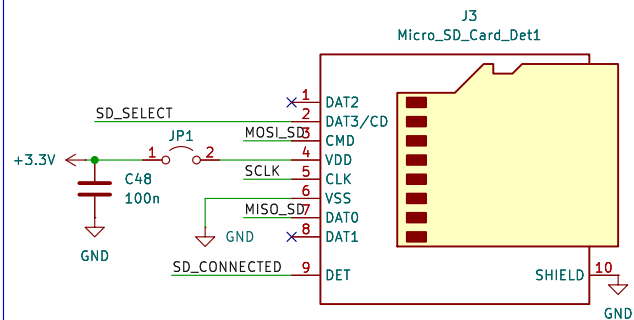 J3
Micro_SD_Card_Det1
1 DAT2
SD_SELECT 2 DAT3/CD
JP1
MOSI_SD 3 CMD
+3.3V 1 2 4 VDD
SCLK 5 CLK
C48
100n
6 VSS
MISO_SD 7 DAT0
GND 8 DAT1
GND
SD_CONNECTED 9 DET
SHIELD 10
GND